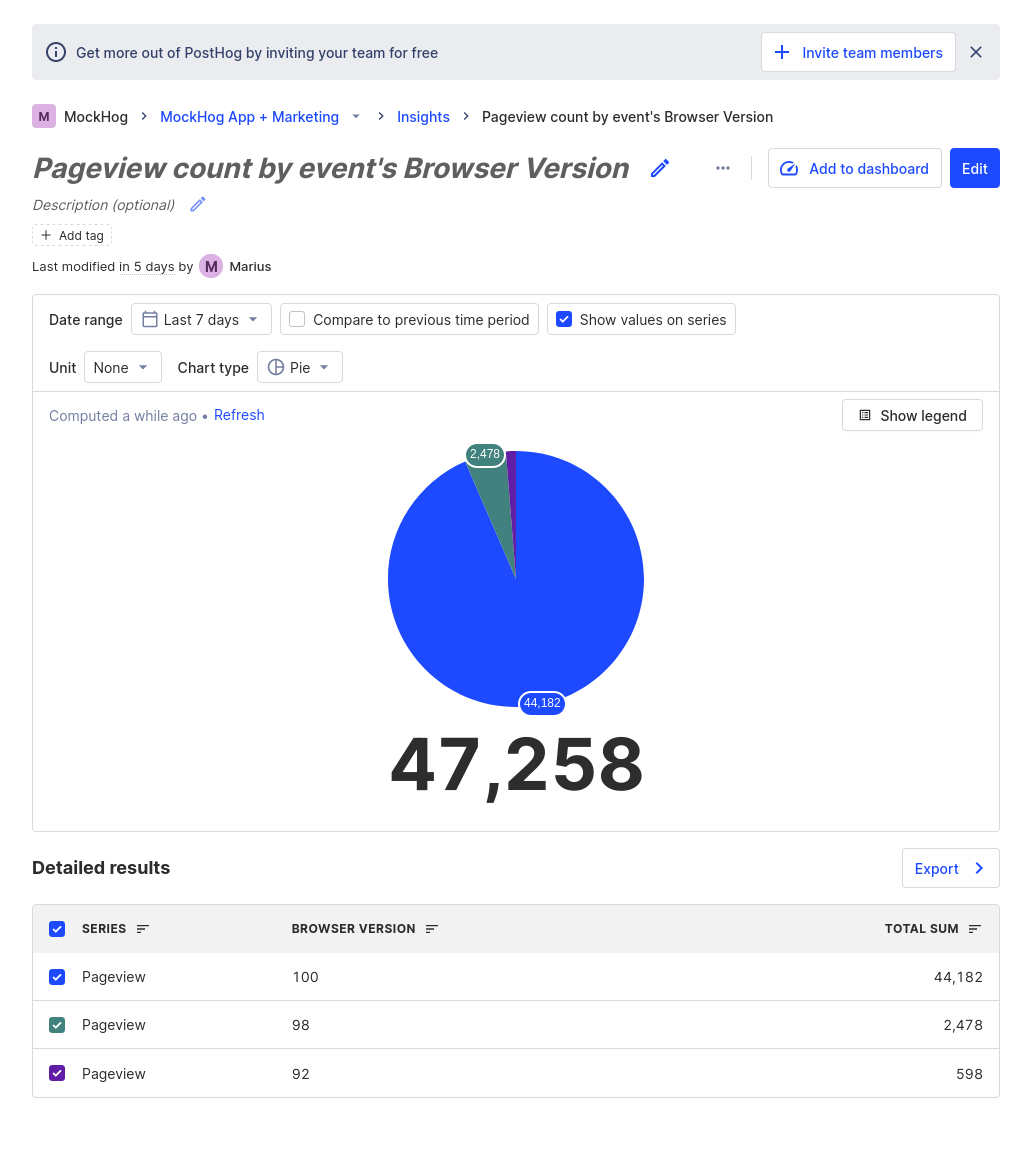 Get more out of PostHog by inviting your team for free
Invite team members
M MockHog MockHog App + Marketing Insights Pageview count by event's Browser Version
Pageview count by event's Browser Version
Add to dashboard
Edit
Description (optional)
Add tag
Last modified in 5 days by M Marius
Date range Last 7 days Compare to previous time period Show values on series
Unit None Chart type Pie
Computed a while ago • Refresh
Show legend
2,478
44,182
47,258
Detailed results
Export
SERIES BROWSER VERSION TOTAL SUM
Pageview 100 44,182
Pageview 98 2,478
Pageview 92 598